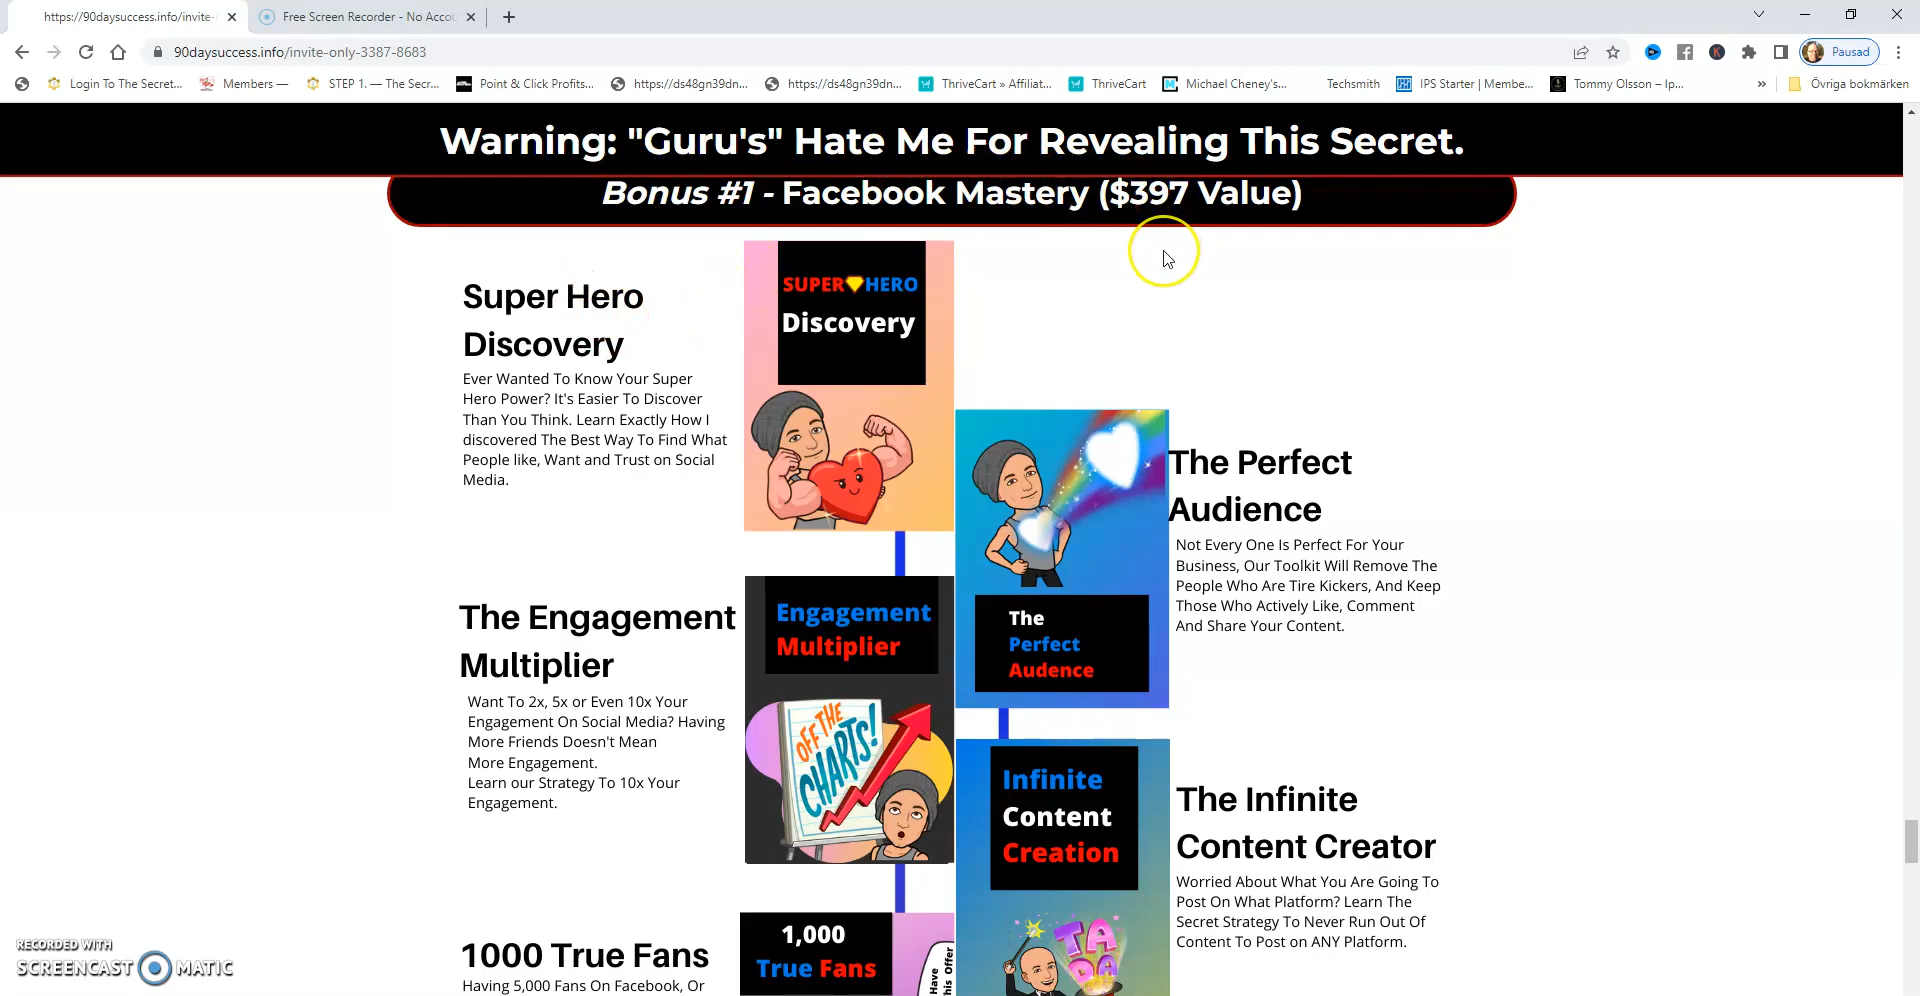 https://90daysuccess.info/invite-
Free Screen Recorder - No Acco
90daysuccess.info/invite-only-3387-8683
Pausad
Login To The Secret...
Members —
STEP 1. — The Secr...
Point & Click Profits...
https://ds48gn39dn...
https://ds48gn39dn...
ThriveCart » Affiliat...
ThriveCart
Michael Cheney's...
Techsmith
IPS Starter | Membe...
Tommy Olsson – Ip...
»
Övriga bokmärken
Warning: "Guru's" Hate Me For Revealing This Secret.
Bonus #1 - Facebook Mastery ($397 Value)
Super Hero
Discovery
Ever Wanted To Know Your Super
Hero Power? It's Easier To Discover
Than You Think. Learn Exactly How I
discovered The Best Way To Find What
People like, Want and Trust on Social
Media.
SUPER HERO
Discovery
The Perfect
Audience
Not Every One Is Perfect For Your
Business, Our Toolkit Will Remove The
People Who Are Tire Kickers, And Keep
Those Who Actively Like, Comment
And Share Your Content.
The
Perfect
Audence
The Engagement
Multiplier
Want To 2x, 5x or Even 10x Your
Engagement On Social Media? Having
More Friends Doesn't Mean
More Engagement.
Learn our Strategy To 10x Your
Engagement.
Engagement
Multiplier
OFF THE
CHARTS!
Infinite
Content
Creation
TA
DA
The Infinite
Content Creator
Worried About What You Are Going To
Post On What Platform? Learn The
Secret Strategy To Never Run Out Of
Content To Post on ANY Platform.
1000 True Fans
Having 5,000 Fans On Facebook, Or
1,000
True Fans
Have
his Offer
RECORDED WITH
SCREENCAST MATIC